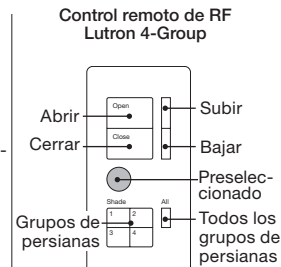 Control remoto de RF
Lutron 4-Group
Open
Abrir
Subir
Close
Cerrar
Bajar
-
Preselec-
cionado
Shade
All
1 2
3 4
Grupos de
persianas
Todos los
grupos de
persianas